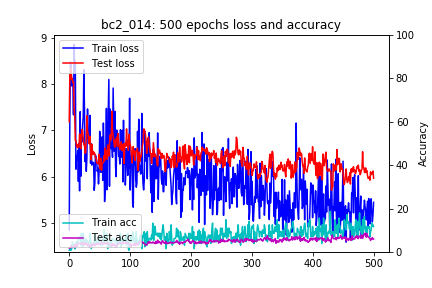 bc2_014: 500 epochs loss and accuracy
Train loss
Test loss
Train acc
Test acc
Loss
9
8
7
6
5
Accuracy
100
80
60
40
20
0
0
100
200
300
400
500